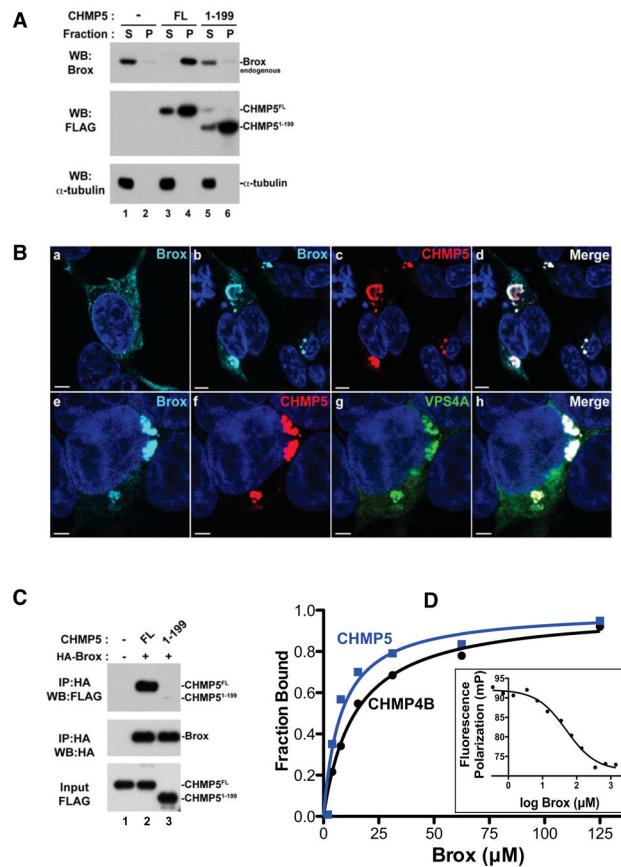 A
CHMP5 : - FL 1-199
Fraction : S P S P S P
WB:
Brox
-Brox
endogenous
WB:
FLAG
-CHMP5FL
-CHMP51-199
WB:
α-tubulin
-α-tubulin
1 2 3 4 5 6
B
a Brox b Brox c CHMP5 d Merge
e Brox f CHMP5 g VPS4A h Merge
C
CHMP5 : - FL 1-199
HA-Brox : - + +
IP:HA
WB:FLAG
-CHMP5FL
-CHMP51-199
IP:HA
WB:HA
-Brox
Input
FLAG
-CHMP5FL
-CHMP51-199
1 2 3
D
Fraction Bound
1.0
0.8
0.6
0.4
0.2
0.0
0 25 50 75 100 125
Brox (µM)
CHMP5
CHMP4B
Fluorescence
Polarization (mP)
95
90
85
80
75
0 1 2 3
log Brox (µM)